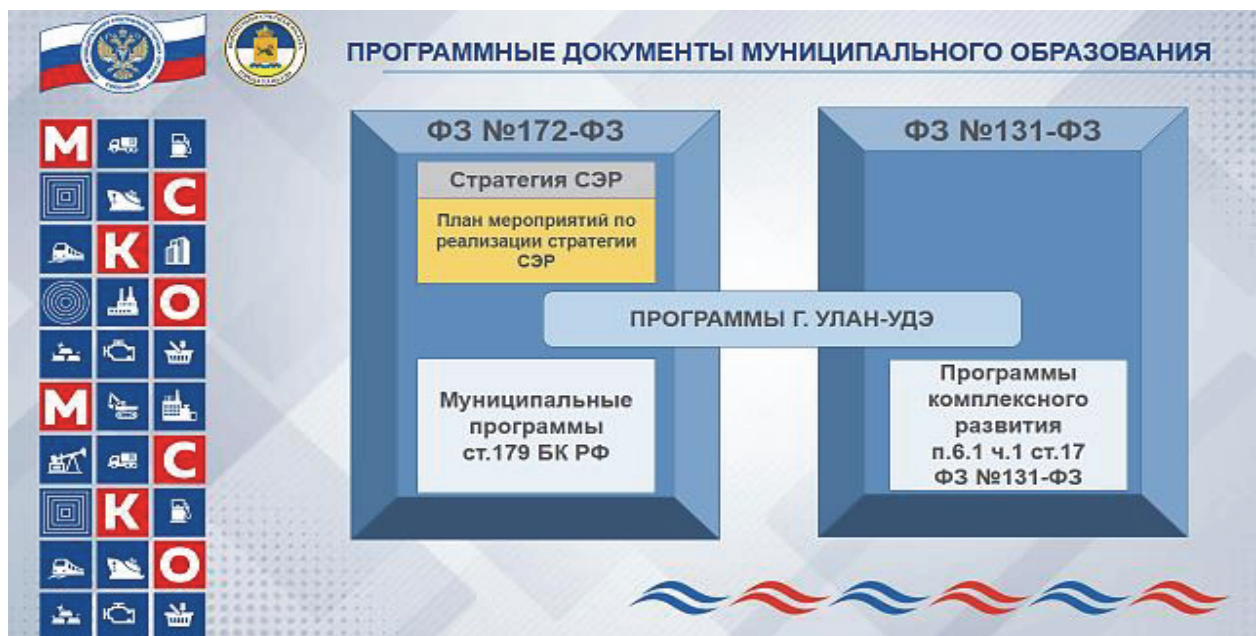 ПРОГРАММНЫЕ ДОКУМЕНТЫ МУНИЦИПАЛЬНОГО ОБРАЗОВАНИЯ
М
С
К
О
М
С
К
О
ФЗ №172-ФЗ
Стратегия СЭР
План мероприятий по
реализации стратегии
СЭР
ФЗ №131-ФЗ
ПРОГРАММЫ Г. УЛАН-УДЭ
Муниципальные
программы
ст.179 БК РФ
Программы
комплексного
развития
п.6.1 ч.1 ст.17
ФЗ №131-ФЗ